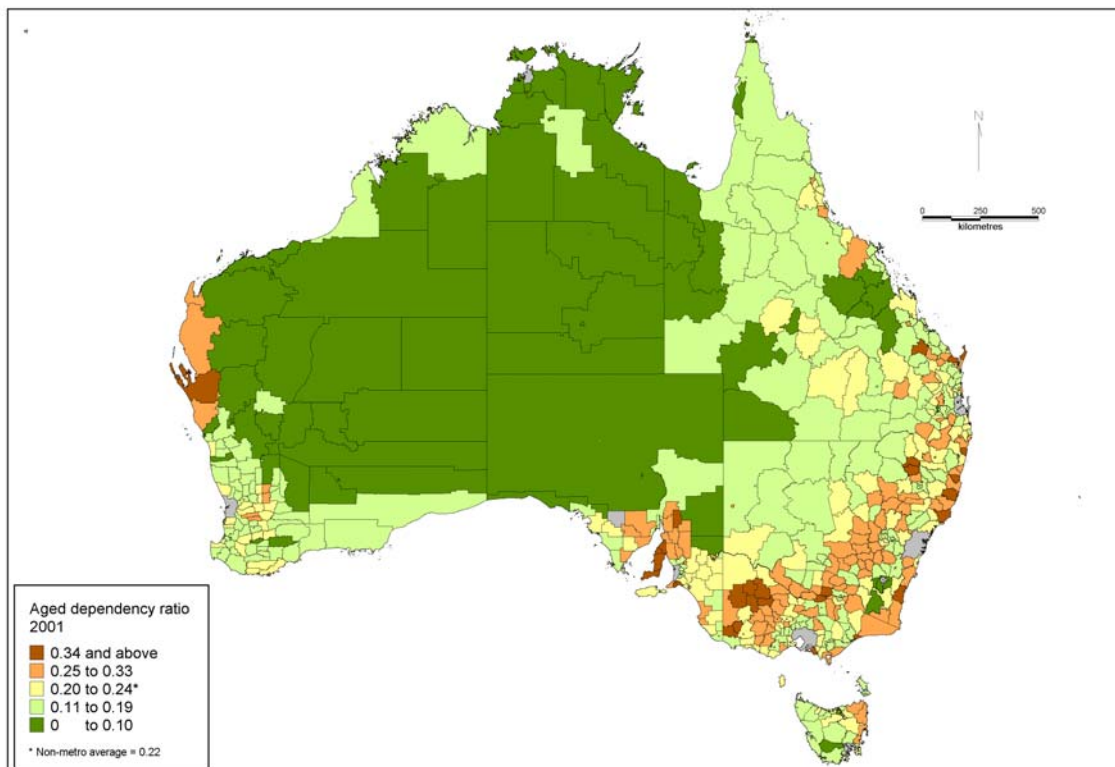 N
0 250 500
kilometres
Aged dependency ratio
2001
0.34 and above
0.25 to 0.33
0.20 to 0.24*
0.11 to 0.19
0 to 0.10
* Non-metro average = 0.22